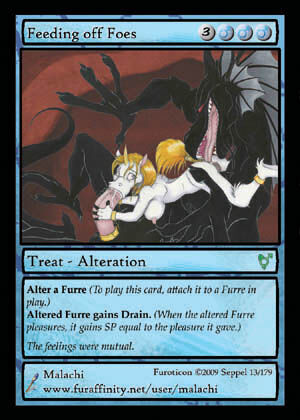 Feeding off Foes 3
Treat - Alteration
Alter a Furre (To play this card, attach it to a Furre in
play.)
Altered Furre gains Drain. (When the altered Furre
pleasures, it gains SP equal to the pleasure it gave.)
The feelings were mutual.
Malachi Furoticon ©2009 Seppel 13/179
www.furaffinity.net/user/malachi